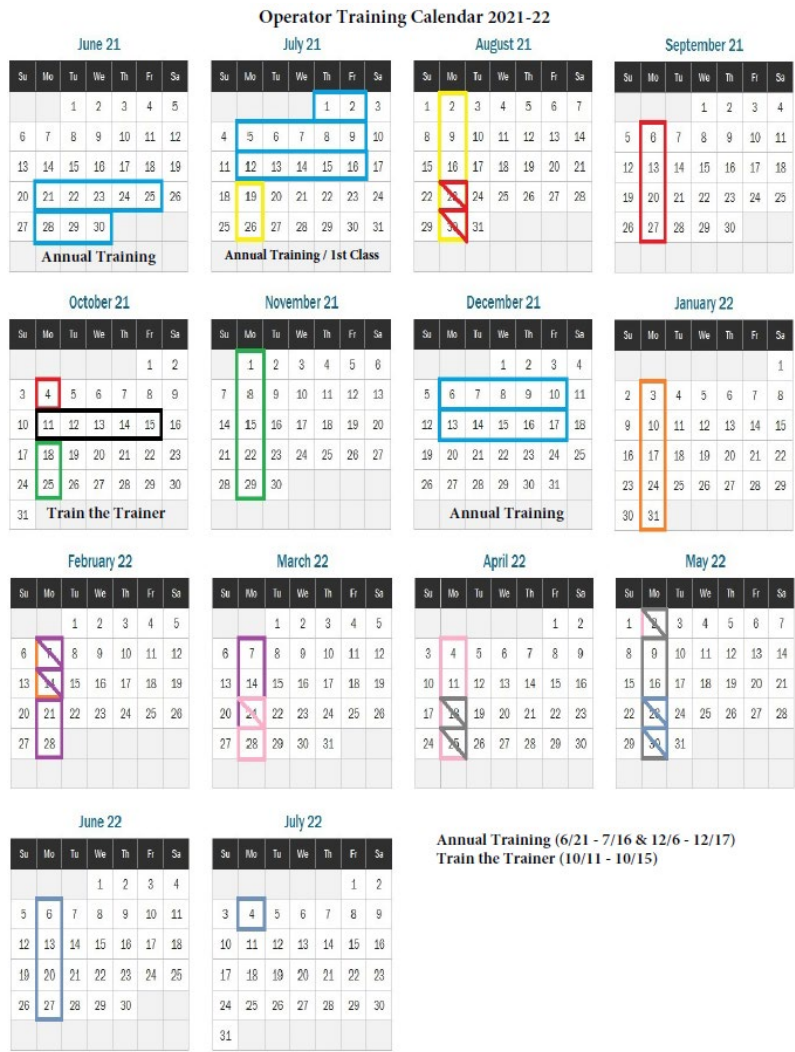 Operator Training Calendar 2021-22
June 21
Su Mo Tu We Th Fr Sa
1 2 3 4 5
6 7 8 9 10 11 12
13 14 15 16 17 18 19
20 21 22 23 24 25 26
27 28 29 30
Annual Training
July 21
Su Mo Tu We Th Fr Sa
1 2 3
4 5 6 7 8 9 10
11 12 13 14 15 16 17
18 19 20 21 22 23 24
25 26 27 28 29 30 31
Annual Training / 1st Class
August 21
Su Mo Tu We Th Fr Sa
1 2 3 4 5 6 7
8 9 10 11 12 13 14
15 16 17 18 19 20 21
22 23 24 25 26 27 28
29 30 31
September 21
Su Mo Tu We Th Fr Sa
1 2 3 4
5 6 7 8 9 10 11
12 13 14 15 16 17 18
19 20 21 22 23 24 25
26 27 28 29 30
October 21
Su Mo Tu We Th Fr Sa
1 2
3 4 5 6 7 8 9
10 11 12 13 14 15 16
17 18 19 20 21 22 23
24 25 26 27 28 29 30
31 Train the Trainer
November 21
Su Mo Tu We Th Fr Sa
1 2 3 4 5 6
7 8 9 10 11 12 13
14 15 16 17 18 19 20
21 22 23 24 25 26 27
28 29 30
December 21
Su Mo Tu We Th Fr Sa
1 2 3 4
5 6 7 8 9 10 11
12 13 14 15 16 17 18
19 20 21 22 23 24 25
26 27 28 29 30 31
Annual Training
January 22
Su Mo Tu We Th Fr Sa
1
2 3 4 5 6 7 8
9 10 11 12 13 14 15
16 17 18 19 20 21 22
23 24 25 26 27 28 29
30 31
February 22
Su Mo Tu We Th Fr Sa
1 2 3 4 5
6 7 8 9 10 11 12
13 14 15 16 17 18 19
20 21 22 23 24 25 26
27 28
March 22
Su Mo Tu We Th Fr Sa
1 2 3 4 5
6 7 8 9 10 11 12
13 14 15 16 17 18 19
20 21 22 23 24 25 26
27 28 29 30 31
April 22
Su Mo Tu We Th Fr Sa
1 2
3 4 5 6 7 8 9
10 11 12 13 14 15 16
17 18 19 20 21 22 23
24 25 26 27 28 29 30
May 22
Su Mo Tu We Th Fr Sa
1 2 3 4 5 6 7
8 9 10 11 12 13 14
15 16 17 18 19 20 21
22 23 24 25 26 27 28
29 30 31
June 22
Su Mo Tu We Th Fr Sa
1 2 3 4
5 6 7 8 9 10 11
12 13 14 15 16 17 18
19 20 21 22 23 24 25
26 27 28 29 30
July 22
Su Mo Tu We Th Fr Sa
1 2
3 4 5 6 7 8 9
10 11 12 13 14 15 16
17 18 19 20 21 22 23
24 25 26 27 28 29 30
31
Annual Training (6/21 - 7/16 & 12/6 - 12/17)
Train the Trainer (10/11 - 10/15)